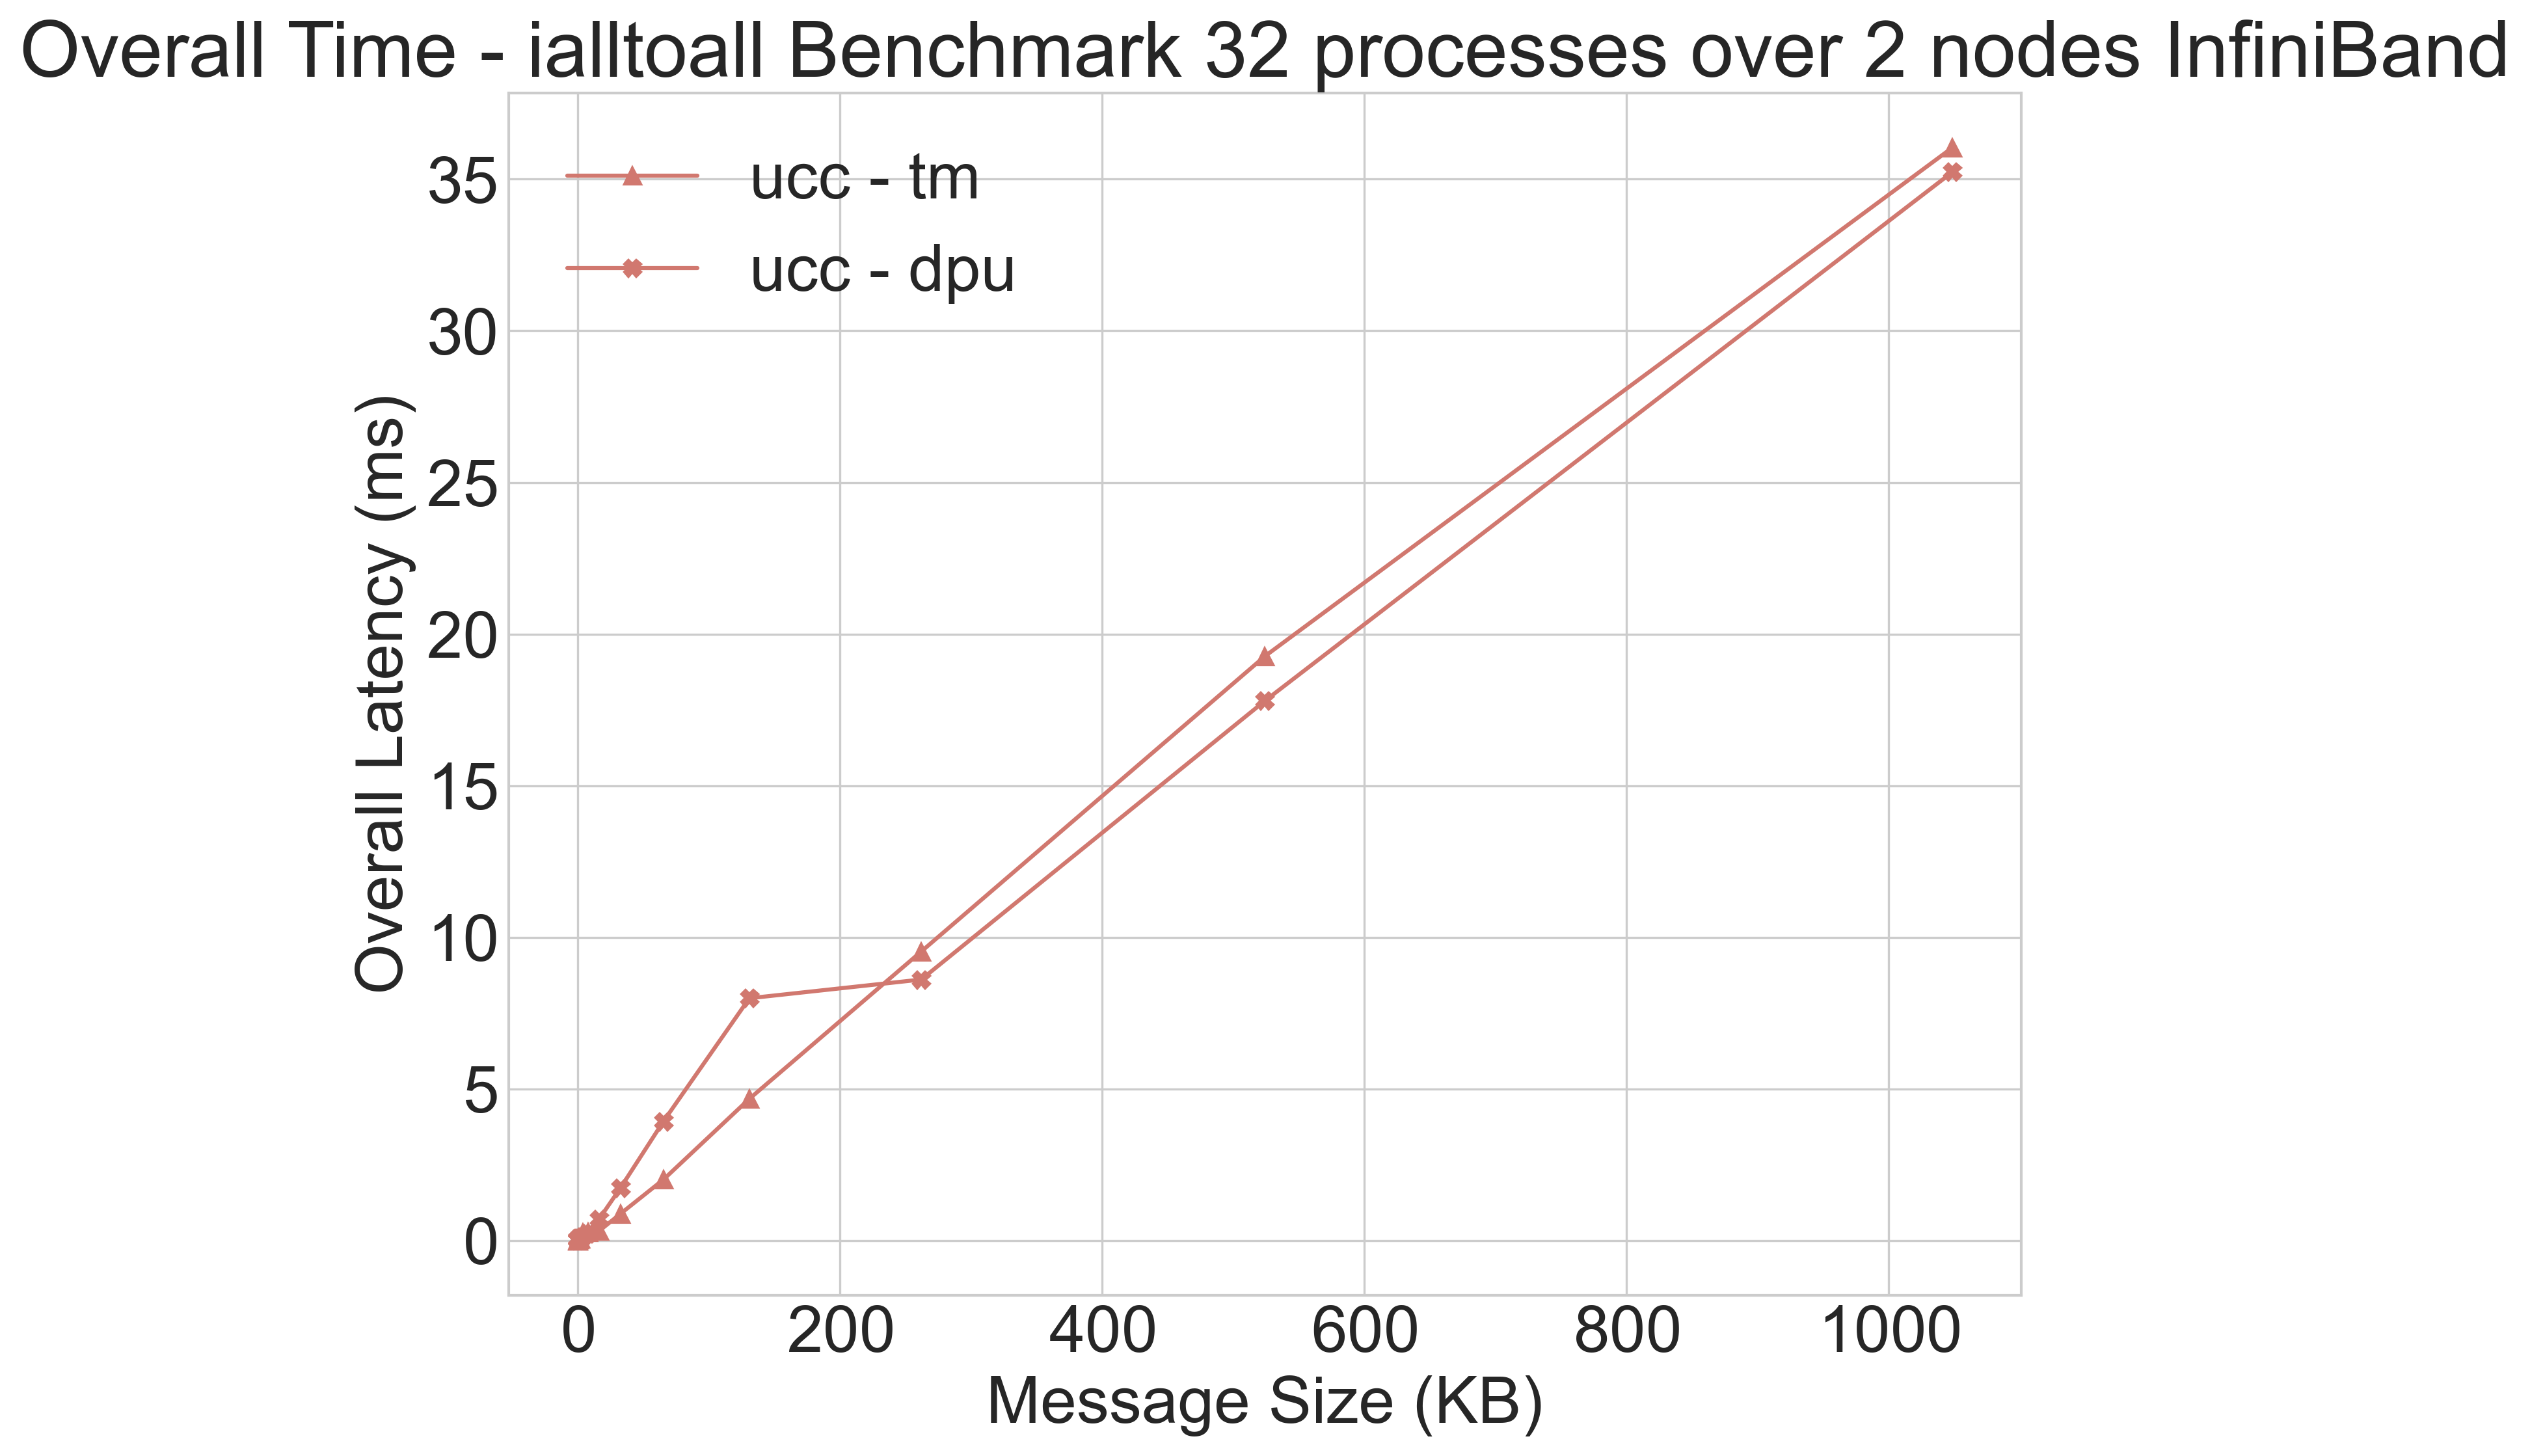 Overall Time - ialltoall Benchmark 32 processes over 2 nodes InfiniBand
ucc - tm
ucc - dpu
Overall Latency (ms)
35
30
25
20
15
10
5
0
0 200 400 600 800 1000
Message Size (KB)